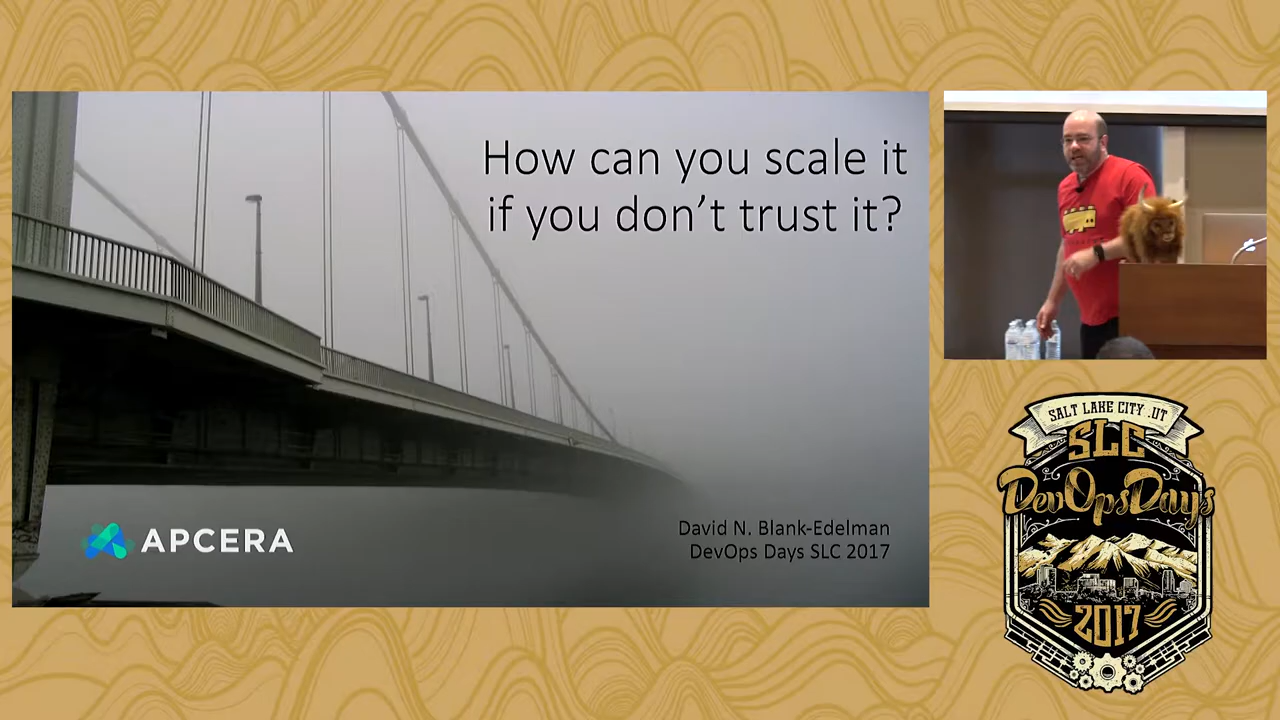 How can you scale it
if you don’t trust it?
APCERA
David N. Blank-Edelman
DevOps Days SLC 2017
SALT LAKE CITY .UT
SLC
DevOpsDays
2017